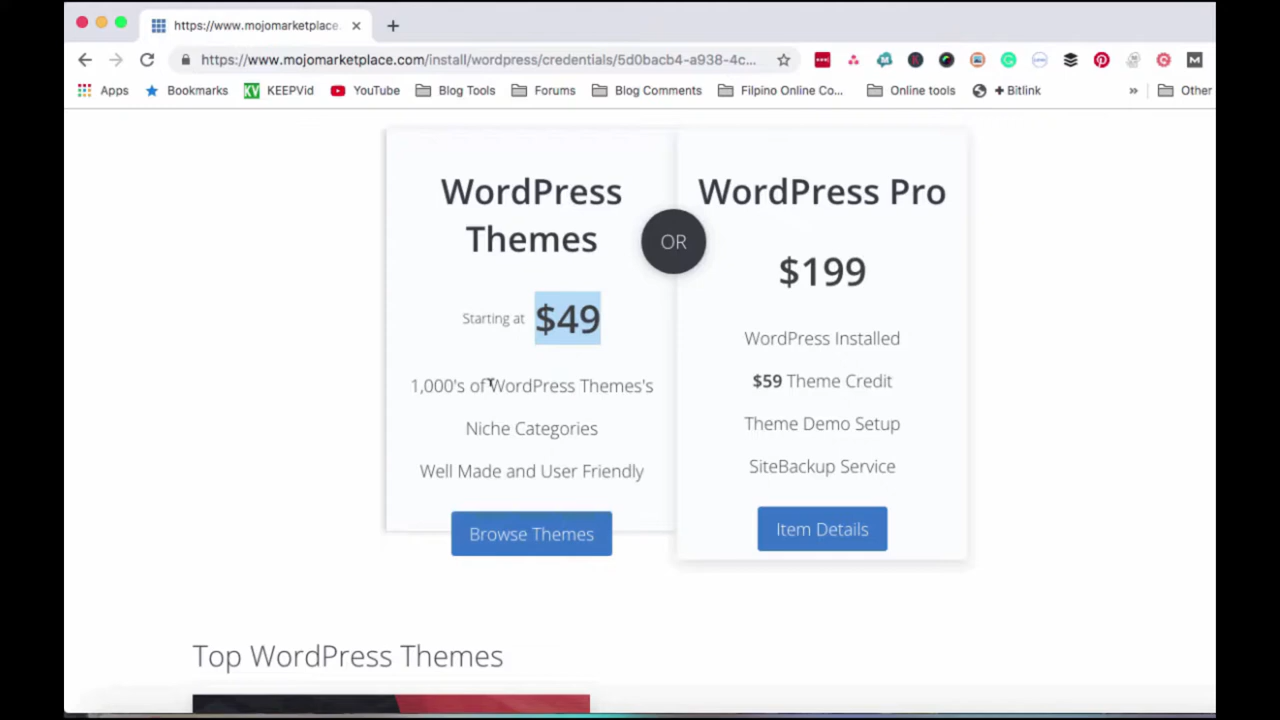 https://www.mojomarketplace.
https://www.mojomarketplace.com/install/wordpress/credentials/5d0bacb4-a938-4c...
Apps Bookmarks KV KEEPVid YouTube Blog Tools Forums Blog Comments Filpino Online Co... Online tools + Bitlink » Other
WordPress
Themes
Starting at $49
1,000's of WordPress Themes's
Niche Categories
Well Made and User Friendly
Browse Themes
OR
WordPress Pro
$199
WordPress Installed
$59 Theme Credit
Theme Demo Setup
SiteBackup Service
Item Details
Top WordPress Themes